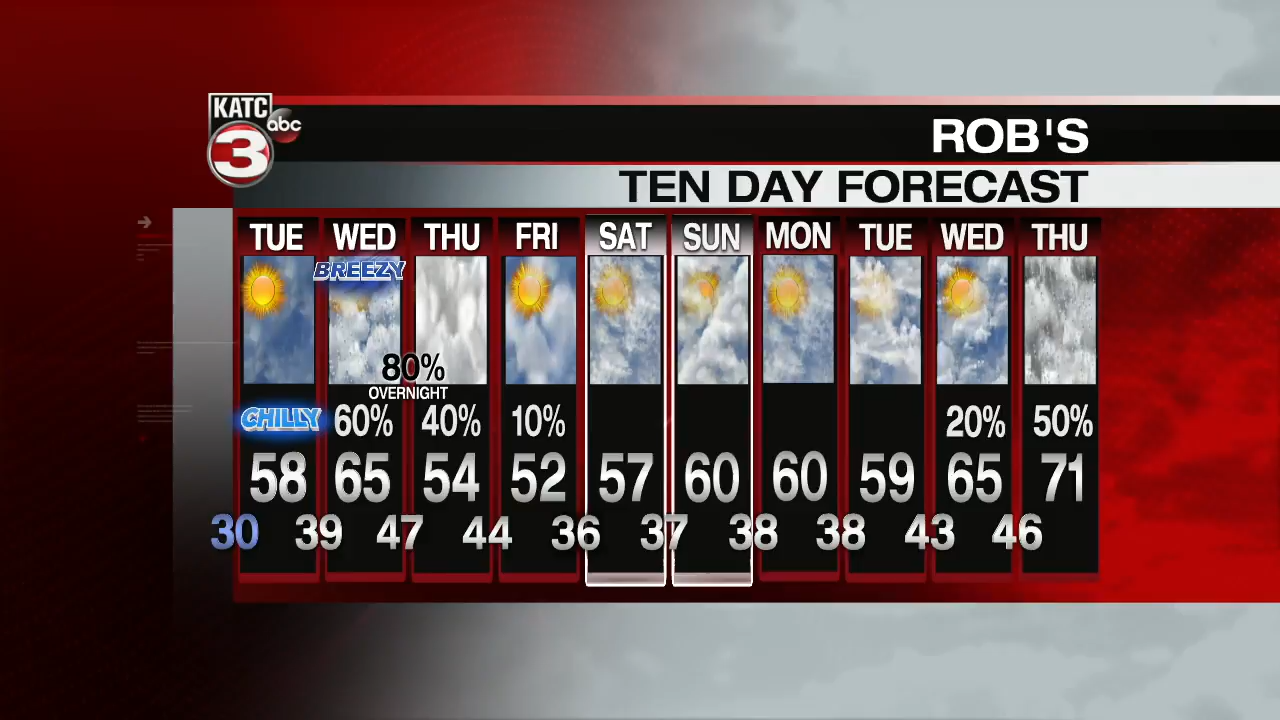 KATC
abc
3
ROB'S
TEN DAY FORECAST
TUE WED THU FRI SAT SUN MON TUE WED THU
BREEZY
80%
OVERNIGHT
CHILLY 60% 40% 10% 20% 50%
58 65 54 52 57 60 60 59 65 71
30 39 47 44 36 37 38 38 43 46